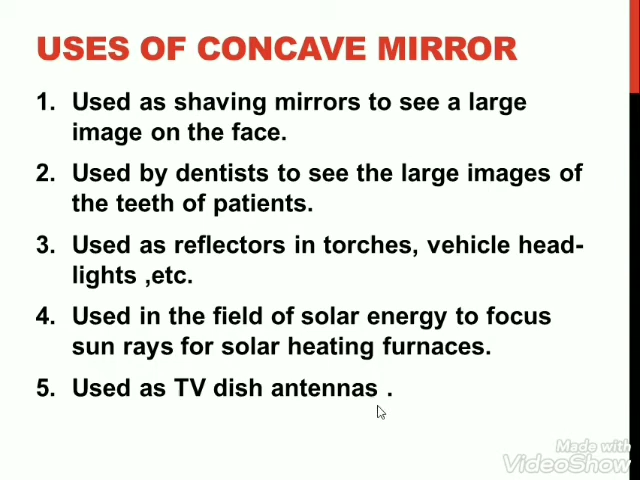 USES OF CONCAVE MIRROR
1. Used as shaving mirrors to see a large
image on the face.
2. Used by dentists to see the large images of
the teeth of patients.
3. Used as reflectors in torches, vehicle head-
lights ,etc.
4. Used in the field of solar energy to focus
sun rays for solar heating furnaces.
5. Used as TV dish antennas .
Made with
VideoShow